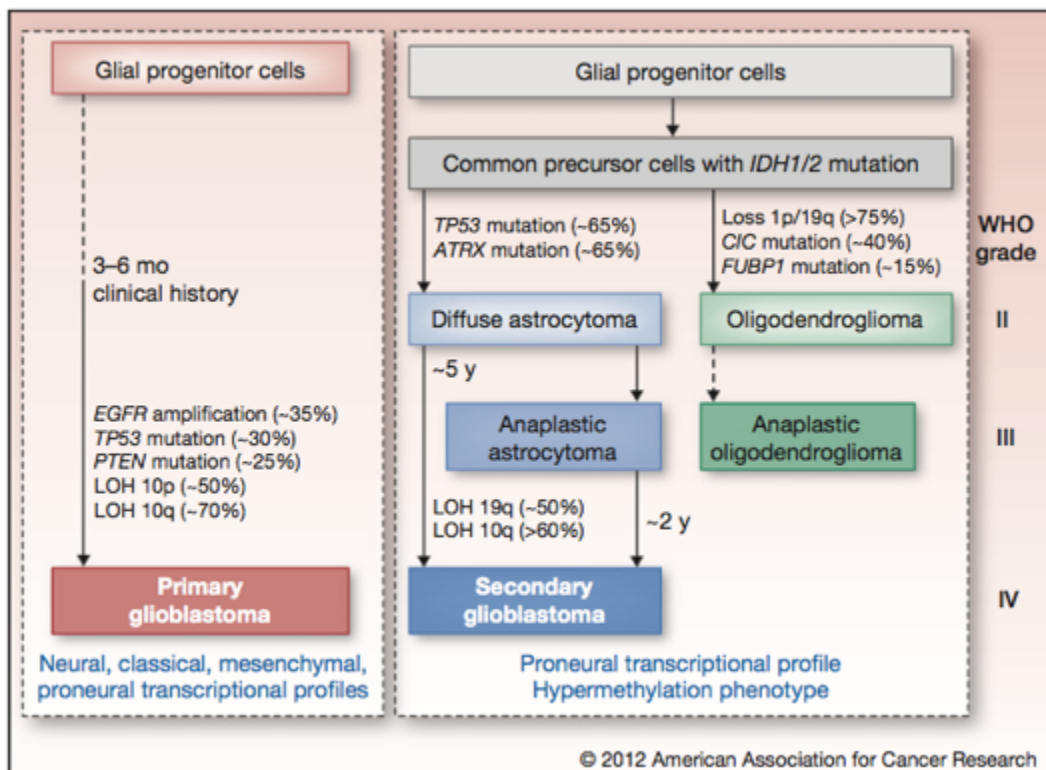 Glial progenitor cells
3–6 mo
clinical history
EGFR amplification (~35%)
TP53 mutation (~30%)
PTEN mutation (~25%)
LOH 10p (~50%)
LOH 10q (~70%)
Primary
glioblastoma
Neural, classical, mesenchymal,
proneural transcriptional profiles
Glial progenitor cells
Common precursor cells with IDH1/2 mutation
TP53 mutation (~65%)
ATRX mutation (~65%)
Loss 1p/19q (>75%)
CIC mutation (~40%)
FUBP1 mutation (~15%)
Diffuse astrocytoma
Oligodendroglioma
~5 y
Anaplastic
astrocytoma
Anaplastic
oligodendroglioma
LOH 19q (~50%)
LOH 10q (>60%)
~2 y
Secondary
glioblastoma
Proneural transcriptional profile
Hypermethylation phenotype
WHO
grade
II
III
IV
© 2012 American Association for Cancer Research